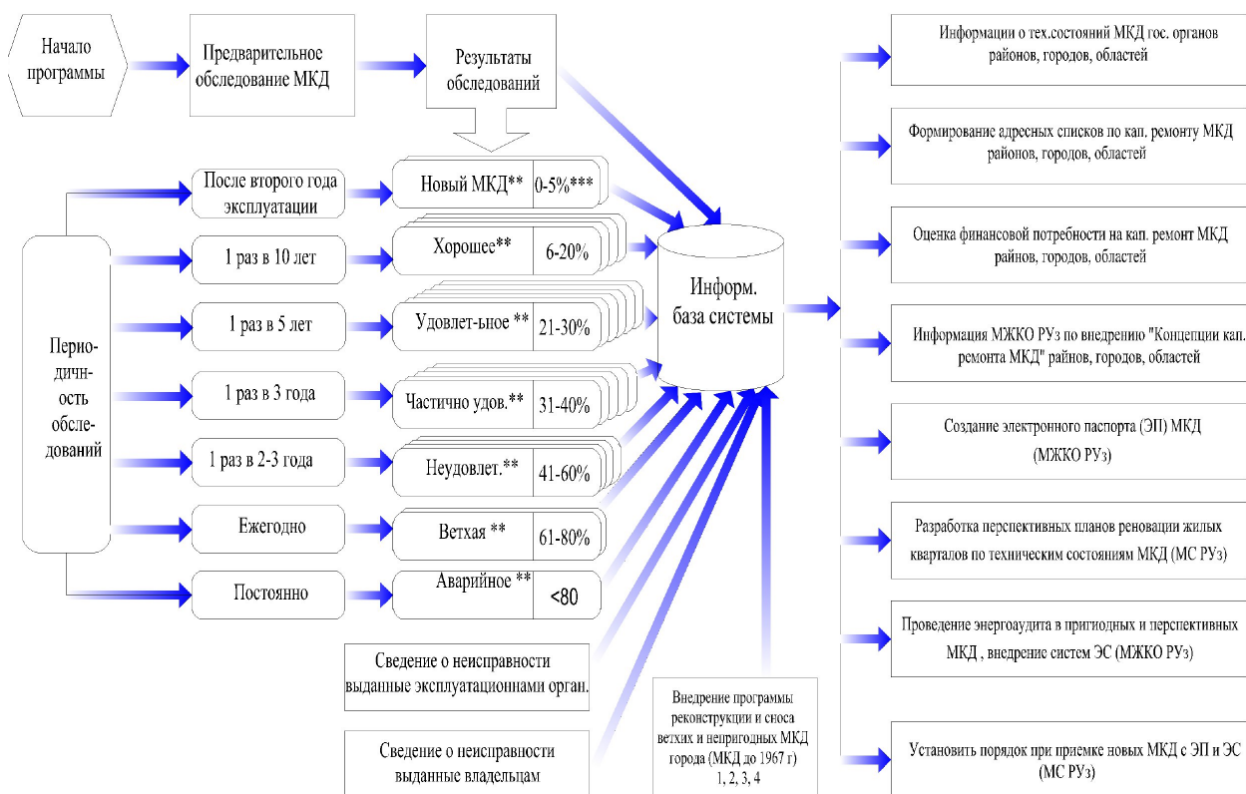 Начало
программы
Предварительное
обследование МКД
Результаты
обследований
Перио-
дичн-
ость
обсле-
дований
После второго года
эксплуатации
Новый МКД** 0-5%***
1 раз в 10 лет
Хорошее** 6-20%
1 раз в 5 лет
Удовлет-ьное ** 21-30%
1 раз в 3 года
Частично удов. ** 31-40%
1 раз в 2-3 года
Неудовлет.** 41-60%
Ежегодно
Ветхая ** 61-80%
Постоянно
Аварийное ** <80
Сведение о неисправности
выданные эксплуатационнами орган.
Сведение о неисправности
выданные владельцам
Внедрение программы
реконструкции и сноса
ветхих и непригодных МКД
города (МКД до 1967 г)
1, 2, 3, 4
Информ.
база системы
Информации о тех.состояний МКД гос. органов
районов, городов, областей
Формирование адресных списков по кап. ремонту МКД
районов, городов, областей
Оценка финансовой потребности на кап. ремонт МКД
райнов, городов, областей
Информация МЖКО РУз по внедрению "Концепции кап.
ремонта МКД" райнов, городов, областей
Создание электронного паспорта (ЭП) МКД
(МЖКО РУз)
Разработка перспективных планов реновации жилых
кварталов по техническим состояниям МКД (МС РУз)
Проведение энергоаудита в пригиодных и перспективных
МКД , внедрение систем ЭС (МЖКО РУз)
Установить порядок при приемке новых МКД с ЭП и ЭС
(МС РУз)